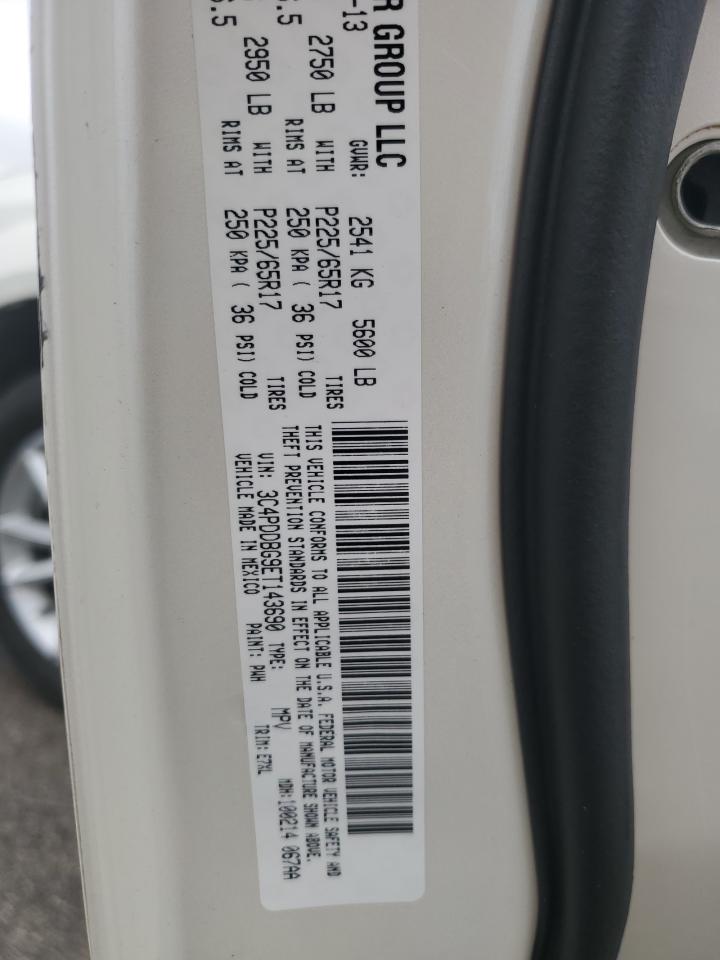 R GROUP LLC
-13 GVWR: 2541 KG 5600 LB
2750 LB WITH P225/65R17 TIRES
6.5 RIMS AT 250 KPA ( 36 PSI) COLD
2950 LB WITH P225/65R17 TIRES
6.5 RIMS AT 250 KPA ( 36 PSI) COLD
THIS VEHICLE CONFORMS TO ALL APPLICABLE U.S.A. FEDERAL MOTOR VEHICLE SAFETY AND
THEFT PREVENTION STANDARDS IN EFFECT ON THE DATE OF MANUFACTURE SHOWN ABOVE.
VIN: 3C4PDDBG9ET143690 TYPE: MPV MDH:100214 067AA
VEHICLE MADE IN MEXICO PAINT: PWH TRIM:E7XL